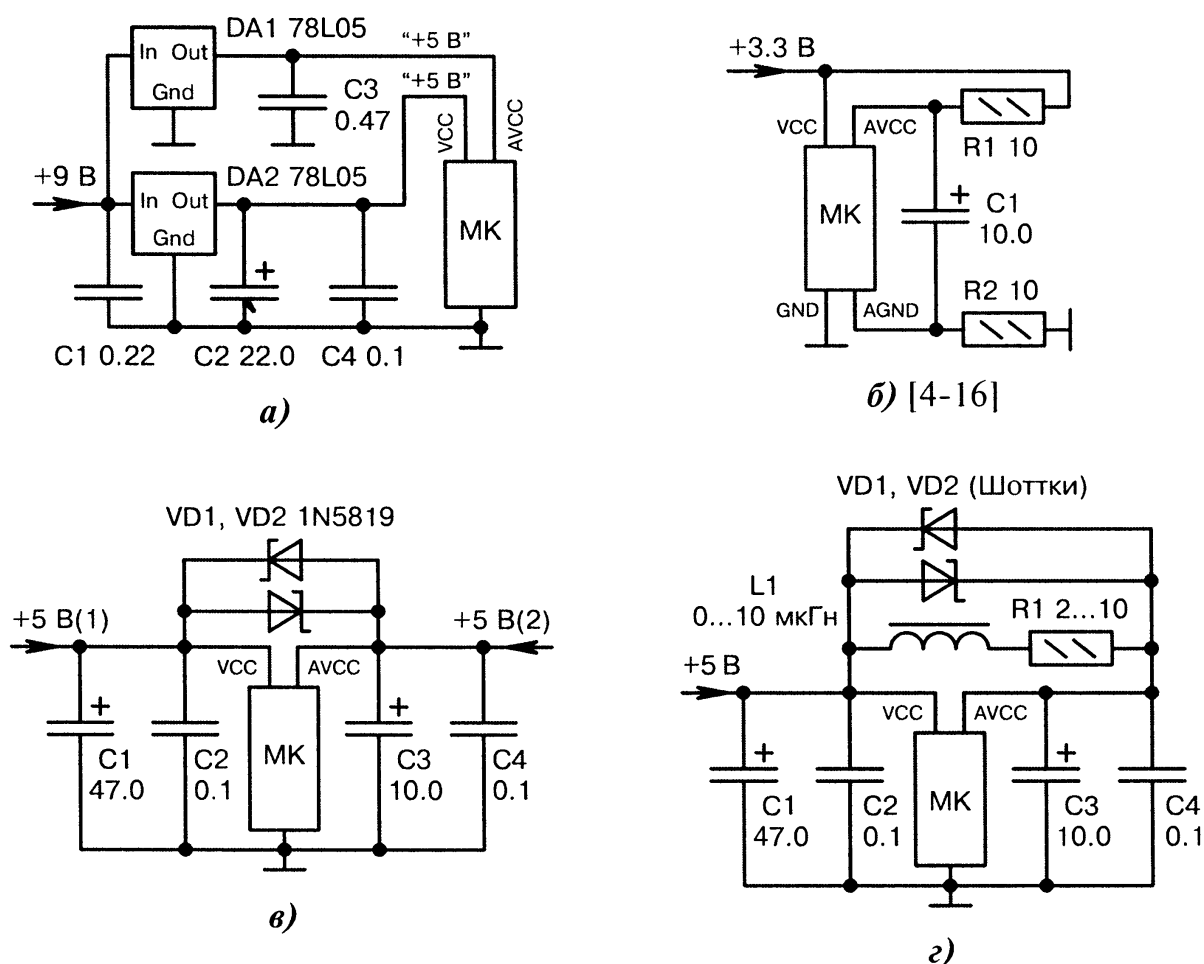 DA1 78L05
"+5 В"
In Out
Gnd
C3
0.47
"+5 В"
VCC
AVCC
+9 В
DA2 78L05
In Out
Gnd
МК
C1 0.22
C2 22.0
C4 0.1
а)
+3.3 В
VCC
AVCC
R1 10
МК
C1
10.0
R2 10
GND
AGND
б) [4-16]
VD1, VD2 1N5819
+5 В(1)
+5 В(2)
VCC
AVCC
МК
C1
47.0
C2
0.1
C3
10.0
C4
0.1
в)
VD1, VD2 (Шоттки)
L1
0...10 мкГн
R1 2...10
+5 В
VCC
AVCC
МК
C1
47.0
C2
0.1
C3
10.0
C4
0.1
г)